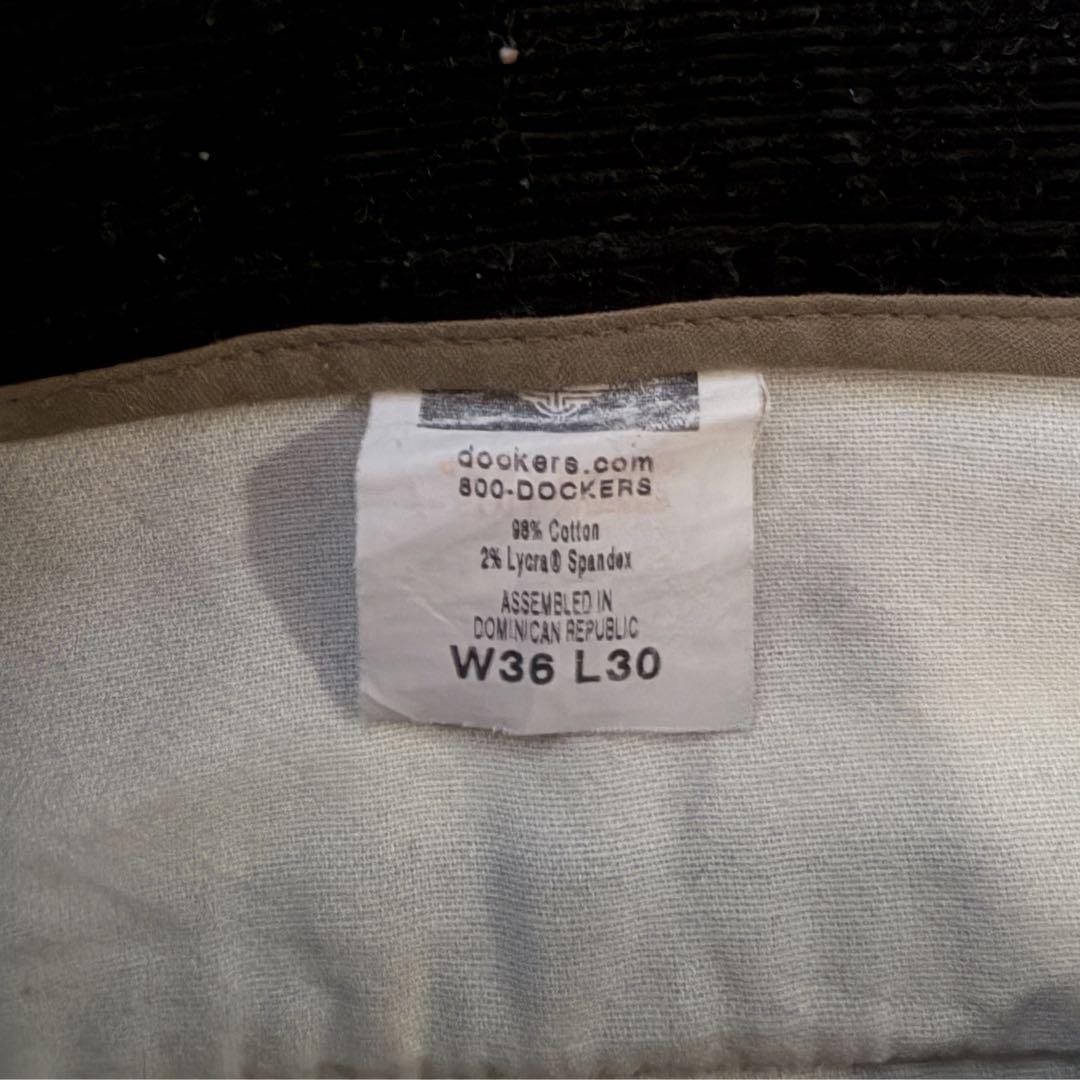 dockers.com
800-DOCKERS
98% Cotton
2% Lycra® Spandex
ASSEMBLED IN
DOMINICAN REPUBLIC
W36 L30